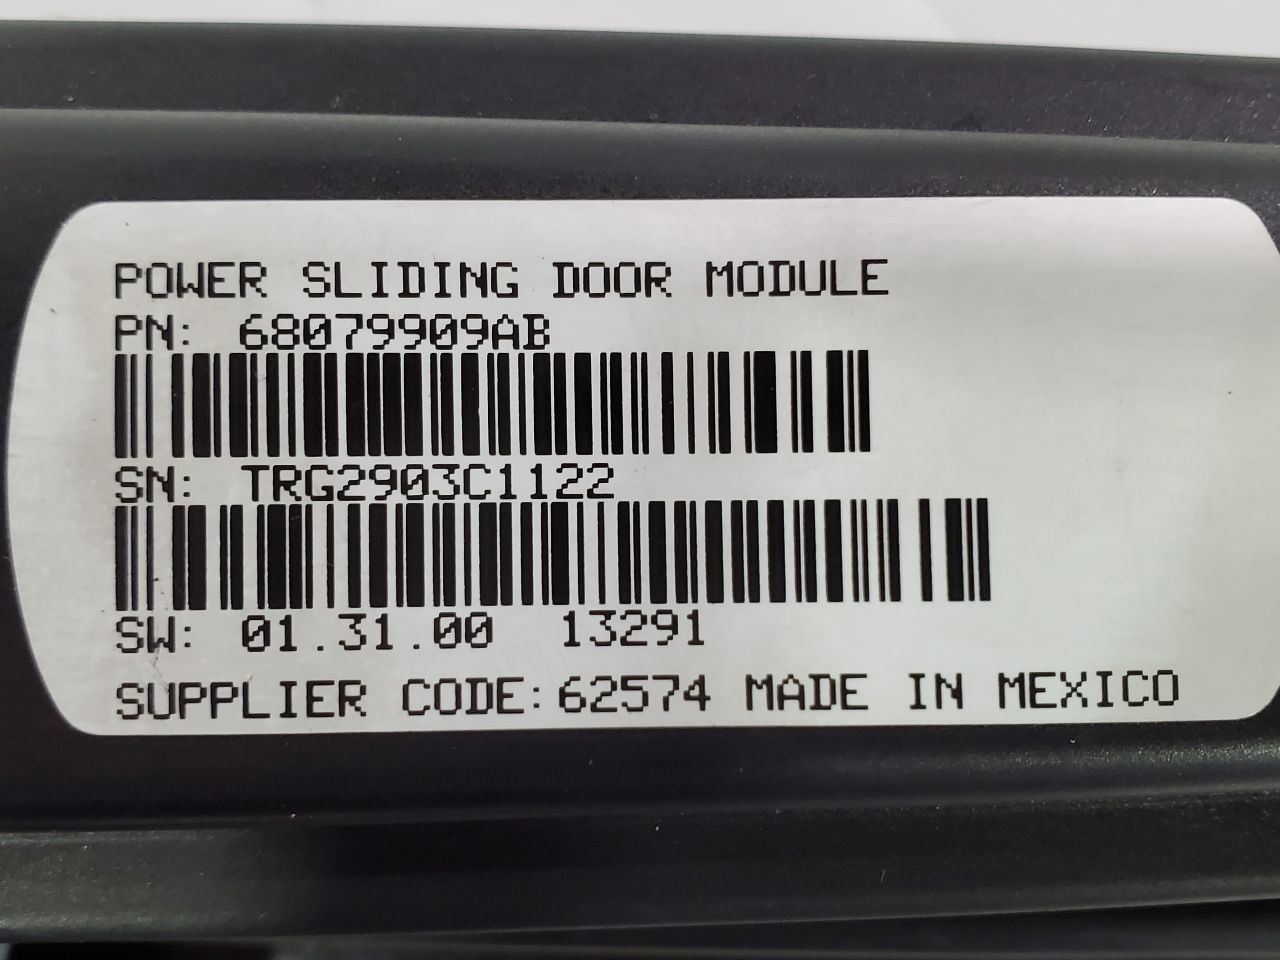 POWER SLIDING DOOR MODULE
PN: 68079909AB
SN: TRG2903C1122
SW: 01.31.00 13291
SUPPLIER CODE:62574 MADE IN MEXICO